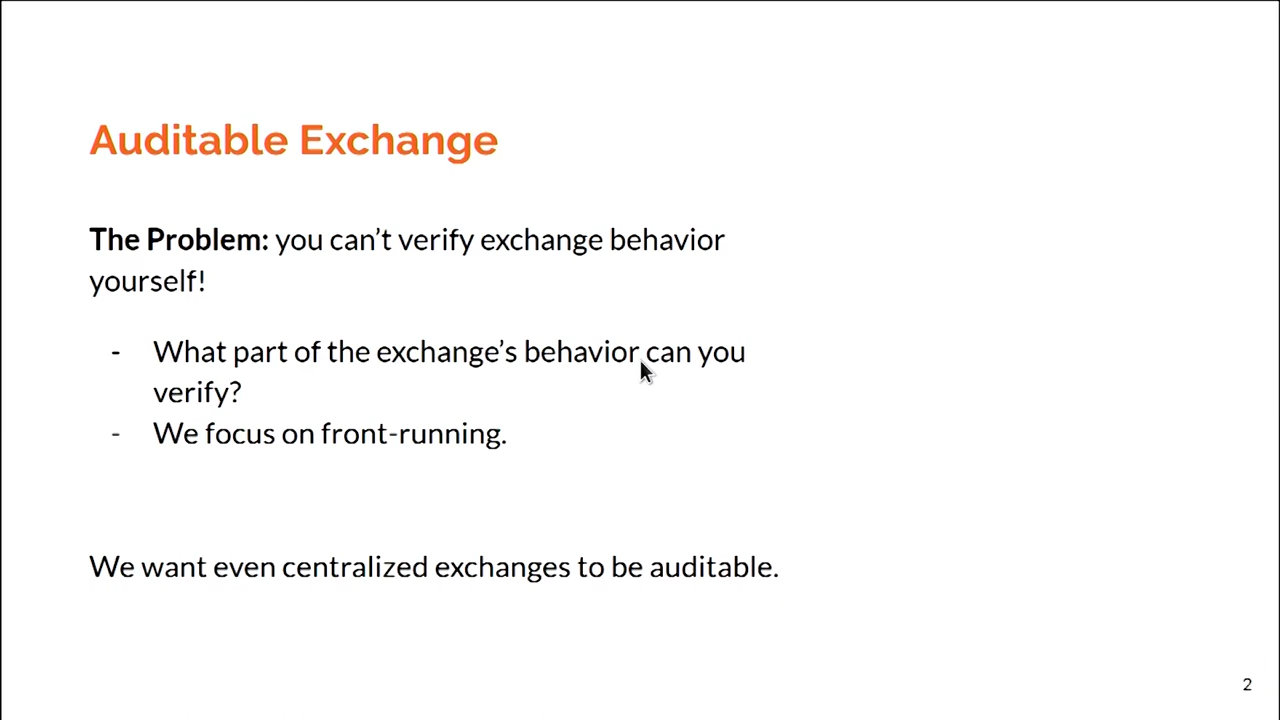 Auditable Exchange
The Problem: you can’t verify exchange behavior
yourself!
- What part of the exchange’s behavior can you
verify?
- We focus on front-running.
We want even centralized exchanges to be auditable.
2